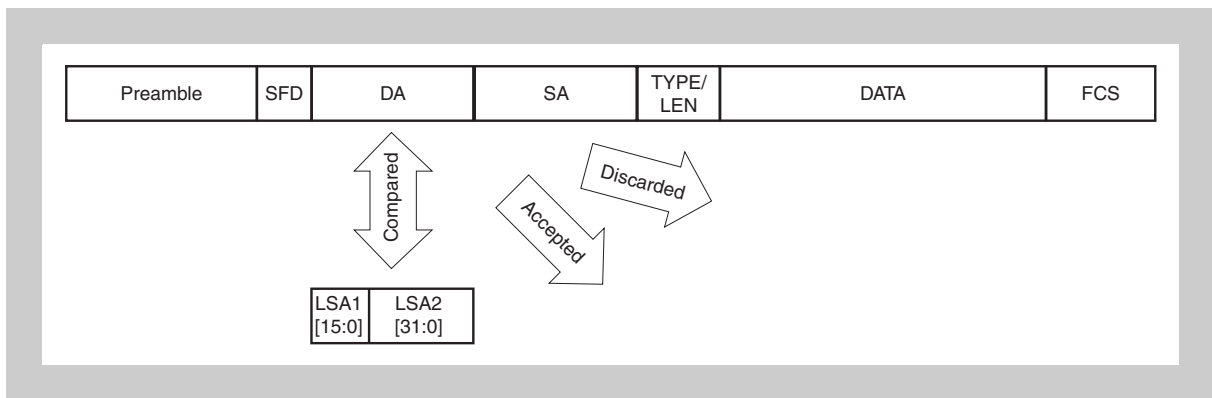 Preamble SFD DA SA TYPE/
LEN DATA FCS
Compared
Accepted
Discarded
LSA1
[15:0]
LSA2
[31:0]